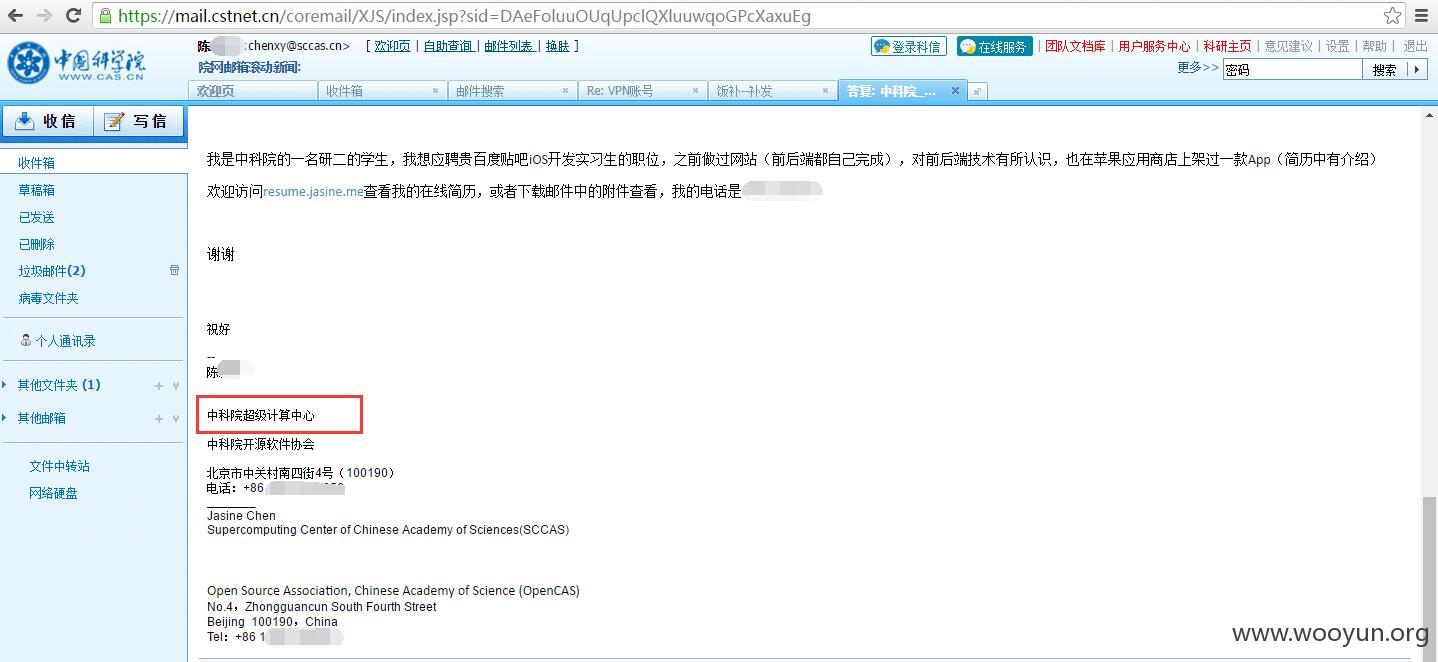 https://mail.cstnet.cn/coremail/XJS/index.jsp?sid=DAeFoluuOUqUpclQXluuwqoGPcXaxuEg
中国科学院
WWW.CAS.CN
陈 :chenxy@sccas.cn> [ 欢迎页 | 自助查询 | 邮件列表 | 换肤 ]
登录科信 在线服务 | 团队文档库 | 用户服务中心 | 科研主页 | 意见建议 | 设置 | 帮助 | 退出
院网邮箱滚动新闻:
更多>> 密码 搜索
欢迎页 收件箱 邮件搜索 Re: VPN账号 饭补--补发 答复: 中科院_...
收信 写信
收件箱
草稿箱
已发送
已删除
垃圾邮件(2)
病毒文件夹
个人通讯录
其他文件夹 (1)
其他邮箱
文件中转站
网络硬盘
我是中科院的一名研二的学生，我想应聘贵百度贴吧iOS开发实习生的职位，之前做过网站（前后端都自己完成），对前后端技术有所认识，也在苹果应用商店上架过一款App（简历中有介绍）
欢迎访问resume.jasine.me查看我的在线简历，或者下载邮件中的附件查看，我的电话是
谢谢
祝好
--
陈
中科院超级计算中心
中科院开源软件协会
北京市中关村南四街4号（100190）
电话：+86
Jasine Chen
Supercomputing Center of Chinese Academy of Sciences(SCCAS)
Open Source Association, Chinese Academy of Science (OpenCAS)
No.4，Zhongguancun South Fourth Street
Beijing 100190，China
Tel：+86 1
www.wooyun.org